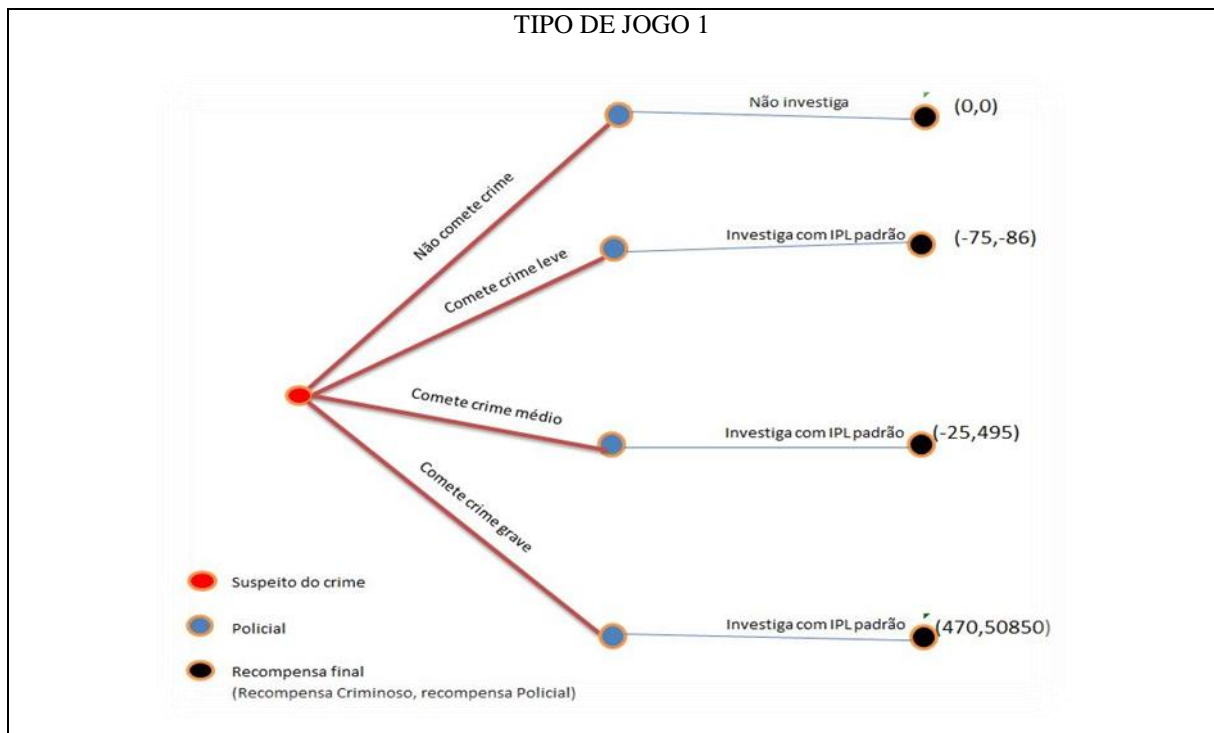 TIPO DE JOGO 1
Não investiga
(0,0)
Não comete crime
Investiga com IPL padrão
(-75,-86)
Comete crime leve
Comete crime médio
Investiga com IPL padrão
(-25,495)
Comete crime grave
Suspeito do crime
Policial
Investiga com IPL padrão
(470,50850)
Recompensa final
(Recompensa Criminoso, recompensa Policial)